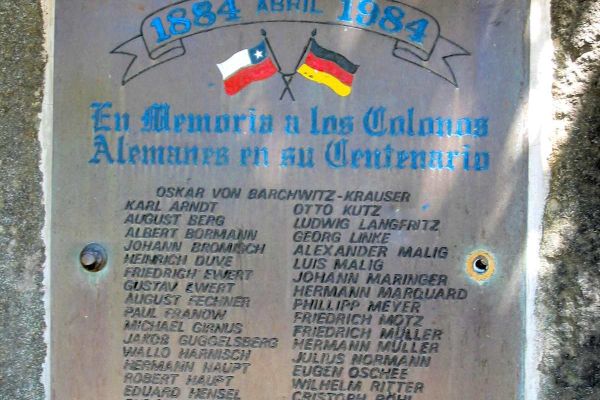 1884 ABRIL 1984
En Memoria a los Colonos
Alemanes en su Centenario
OSKAR VON BARCHWITZ-KRAUSER
KARL ARNDT
AUGUST BERG
ALBERT BORMANN
JOHANN BROMISCH
HEINRICH DUVE
FRIEDRICH EWERT
GUSTAV EWERT
AUGUST FECHNER
PAUL FRANOW
MICHAEL GIRNUS
JAKOB GUGGELSBERG
WALLO HARNISCH
HERMANN HAUPT
ROBERT HAUPT
EDUARD HENSEL
OTTO KUTZ
LUDWIG LANGFRITZ
GEORG LINKE
ALEXANDER MALIG
LUIS MALIG
JOHANN MARINGER
HERMANN MARQUARD
PHILLIPP MEYER
FRIEDRICH MOTZ
FRIEDRICH MÜLLER
HERMANN MÜLLER
JULIUS NORMANN
EUGEN OSCHEE
WILHELM RITTER
CRISTOPH